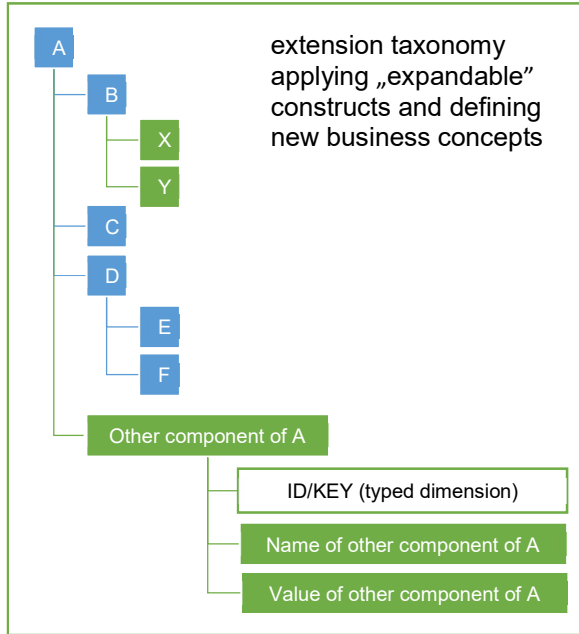 A
extension taxonomy
applying „expandable”
constructs and defining
new business concepts
B
X
Y
C
D
E
F
Other component of A
ID/KEY (typed dimension)
Name of other component of A
Value of other component of A